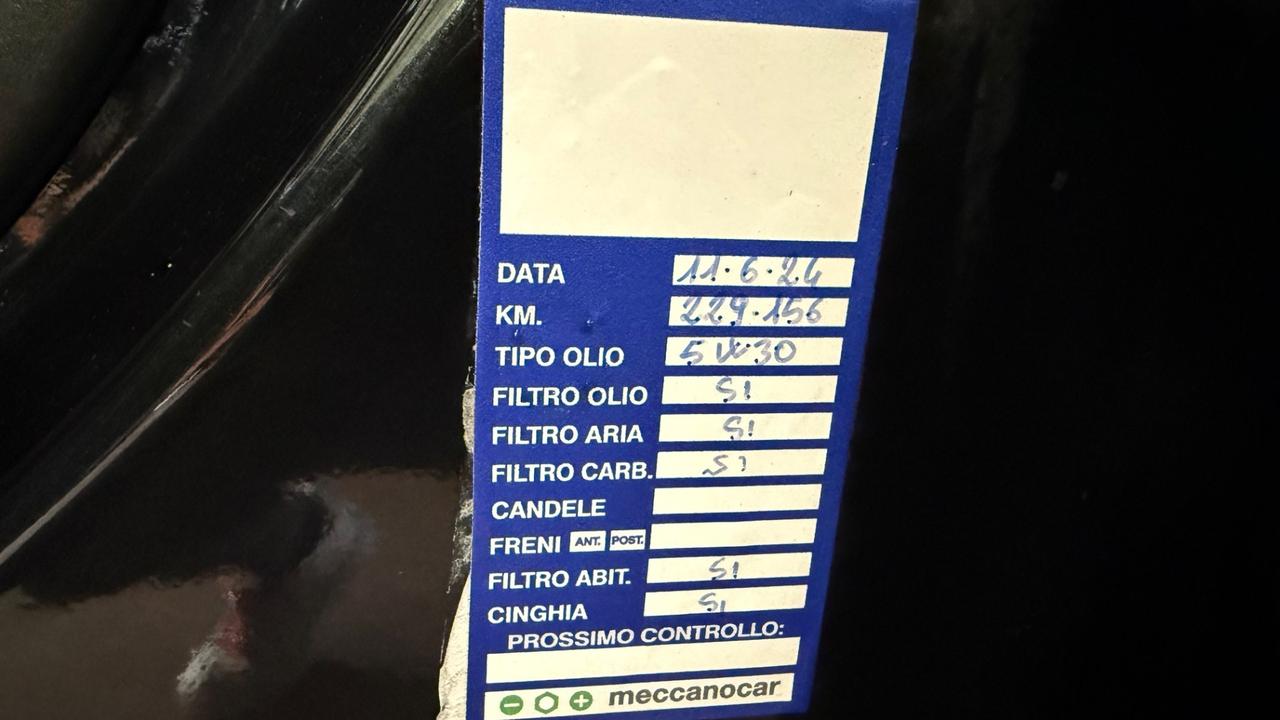 DATA 11.6.24
KM. 229.156
TIPO OLIO 5W30
FILTRO OLIO SI
FILTRO ARIA SI
FILTRO CARB. SI
CANDELE
FRENI ANT. POST.
FILTRO ABIT. SI
CINGHIA SI
PROSSIMO CONTROLLO:
meccanocar